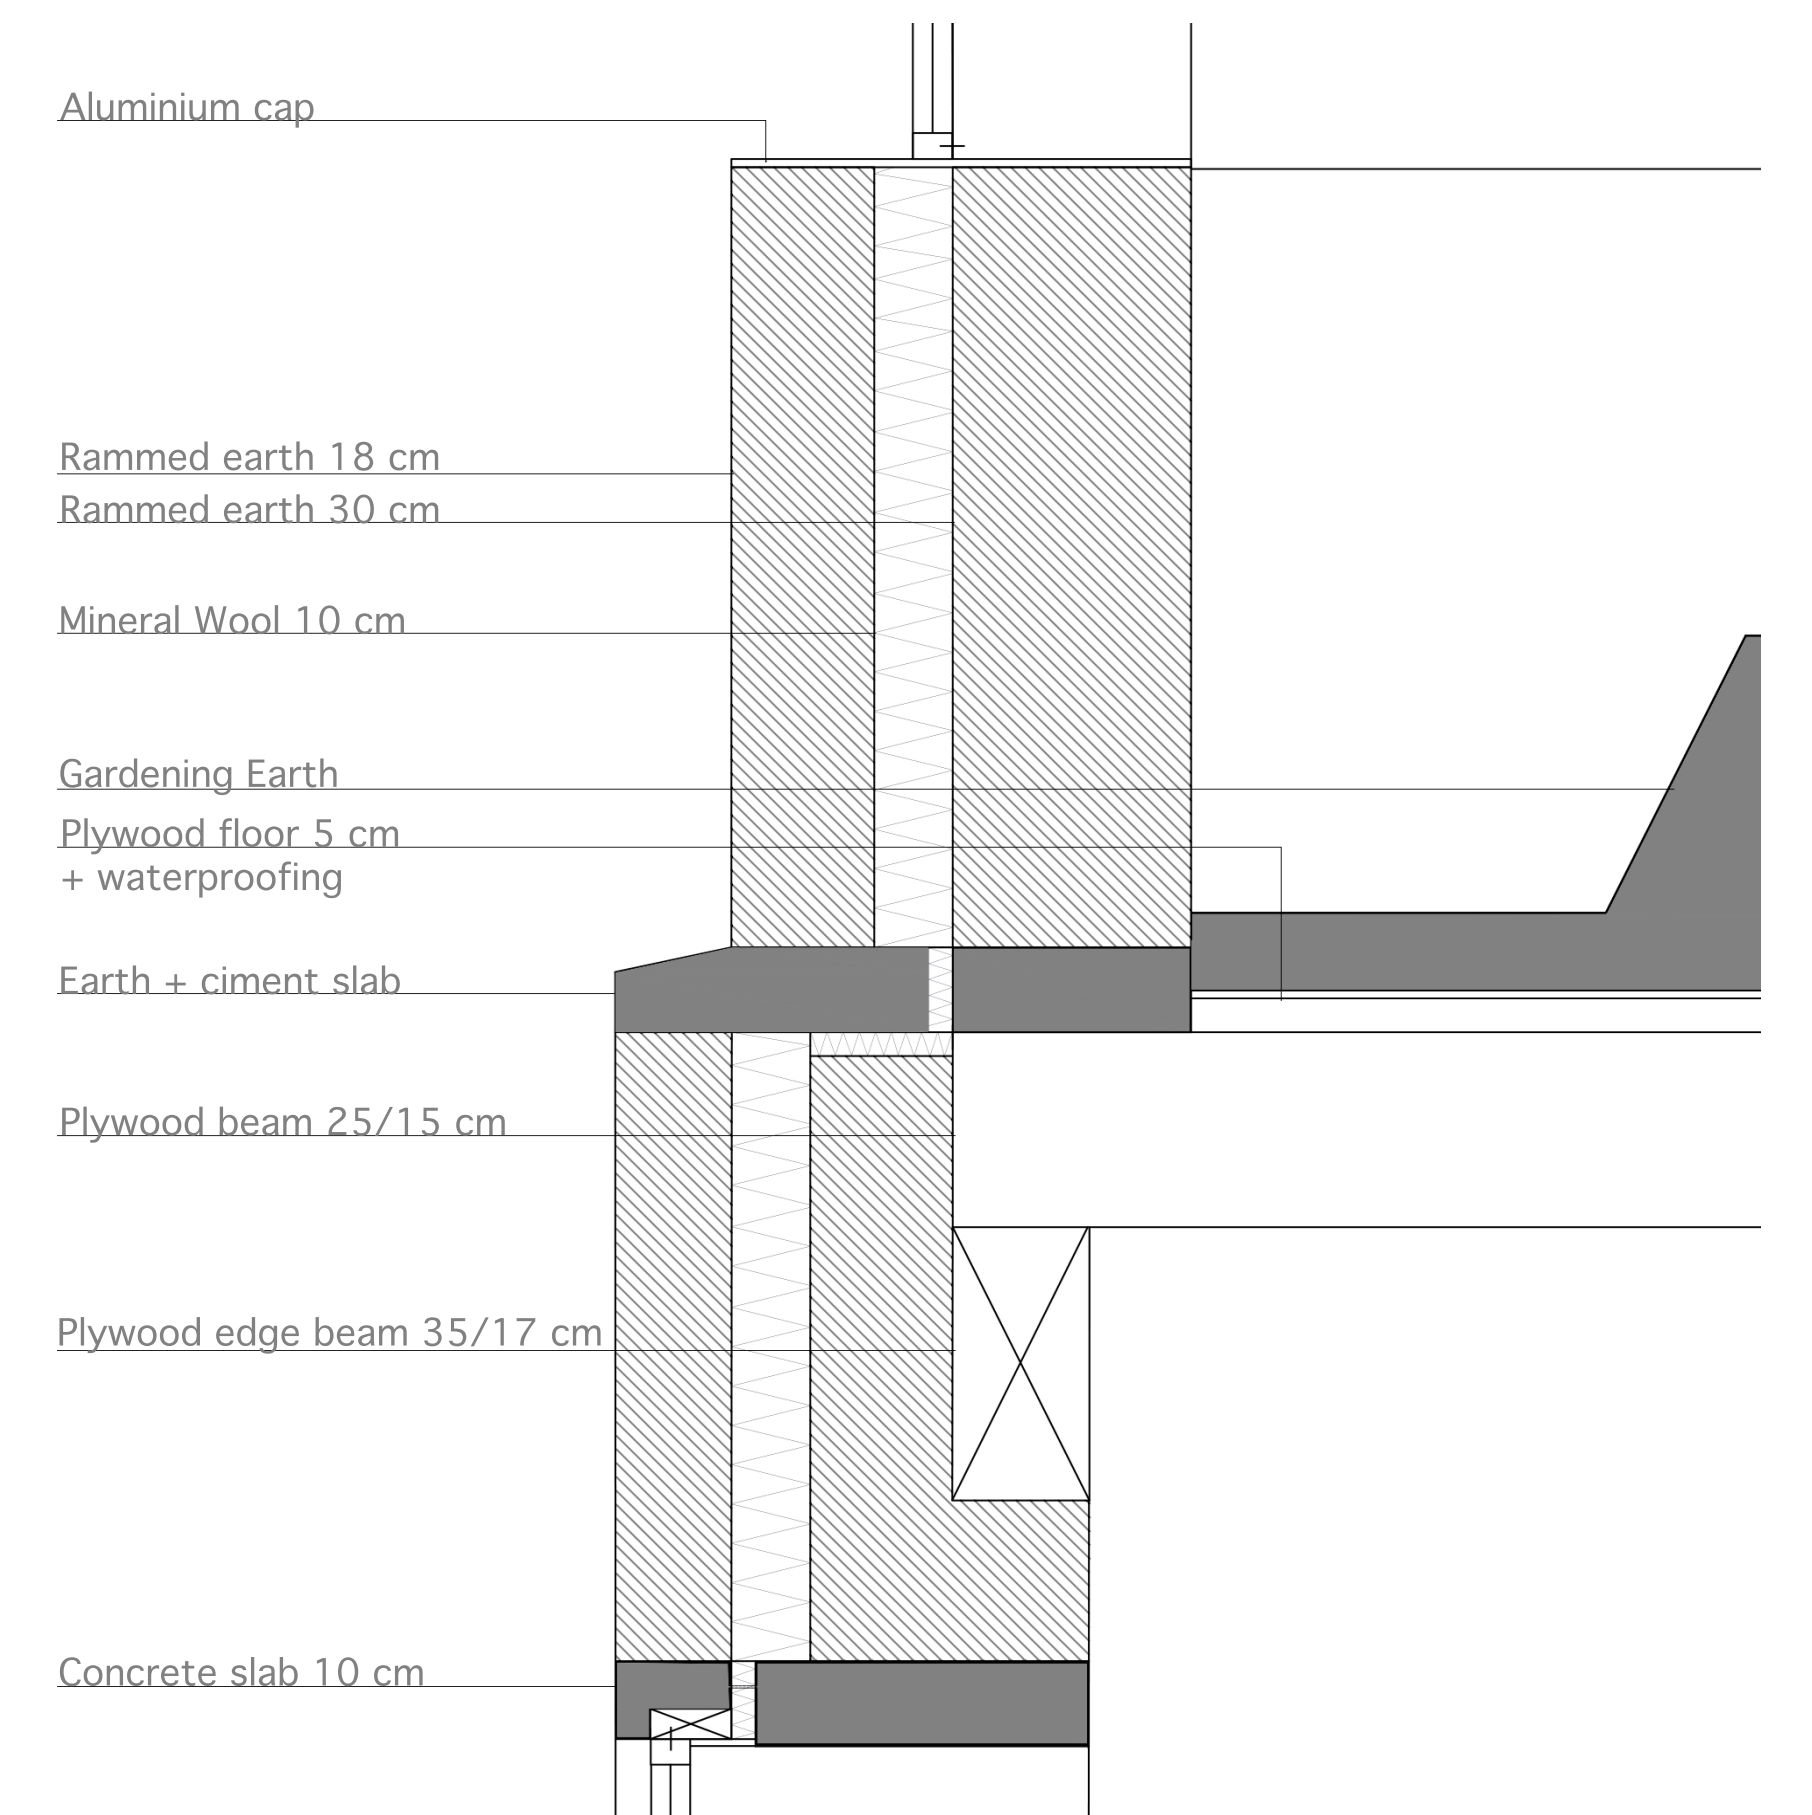 Aluminium cap
Rammed earth 18 cm
Rammed earth 30 cm
Mineral Wool 10 cm
Gardening Earth
Plywood floor 5 cm
+ waterproofing
Earth + ciment slab
Plywood beam 25/15 cm
Plywood edge beam 35/17 cm
Concrete slab 10 cm